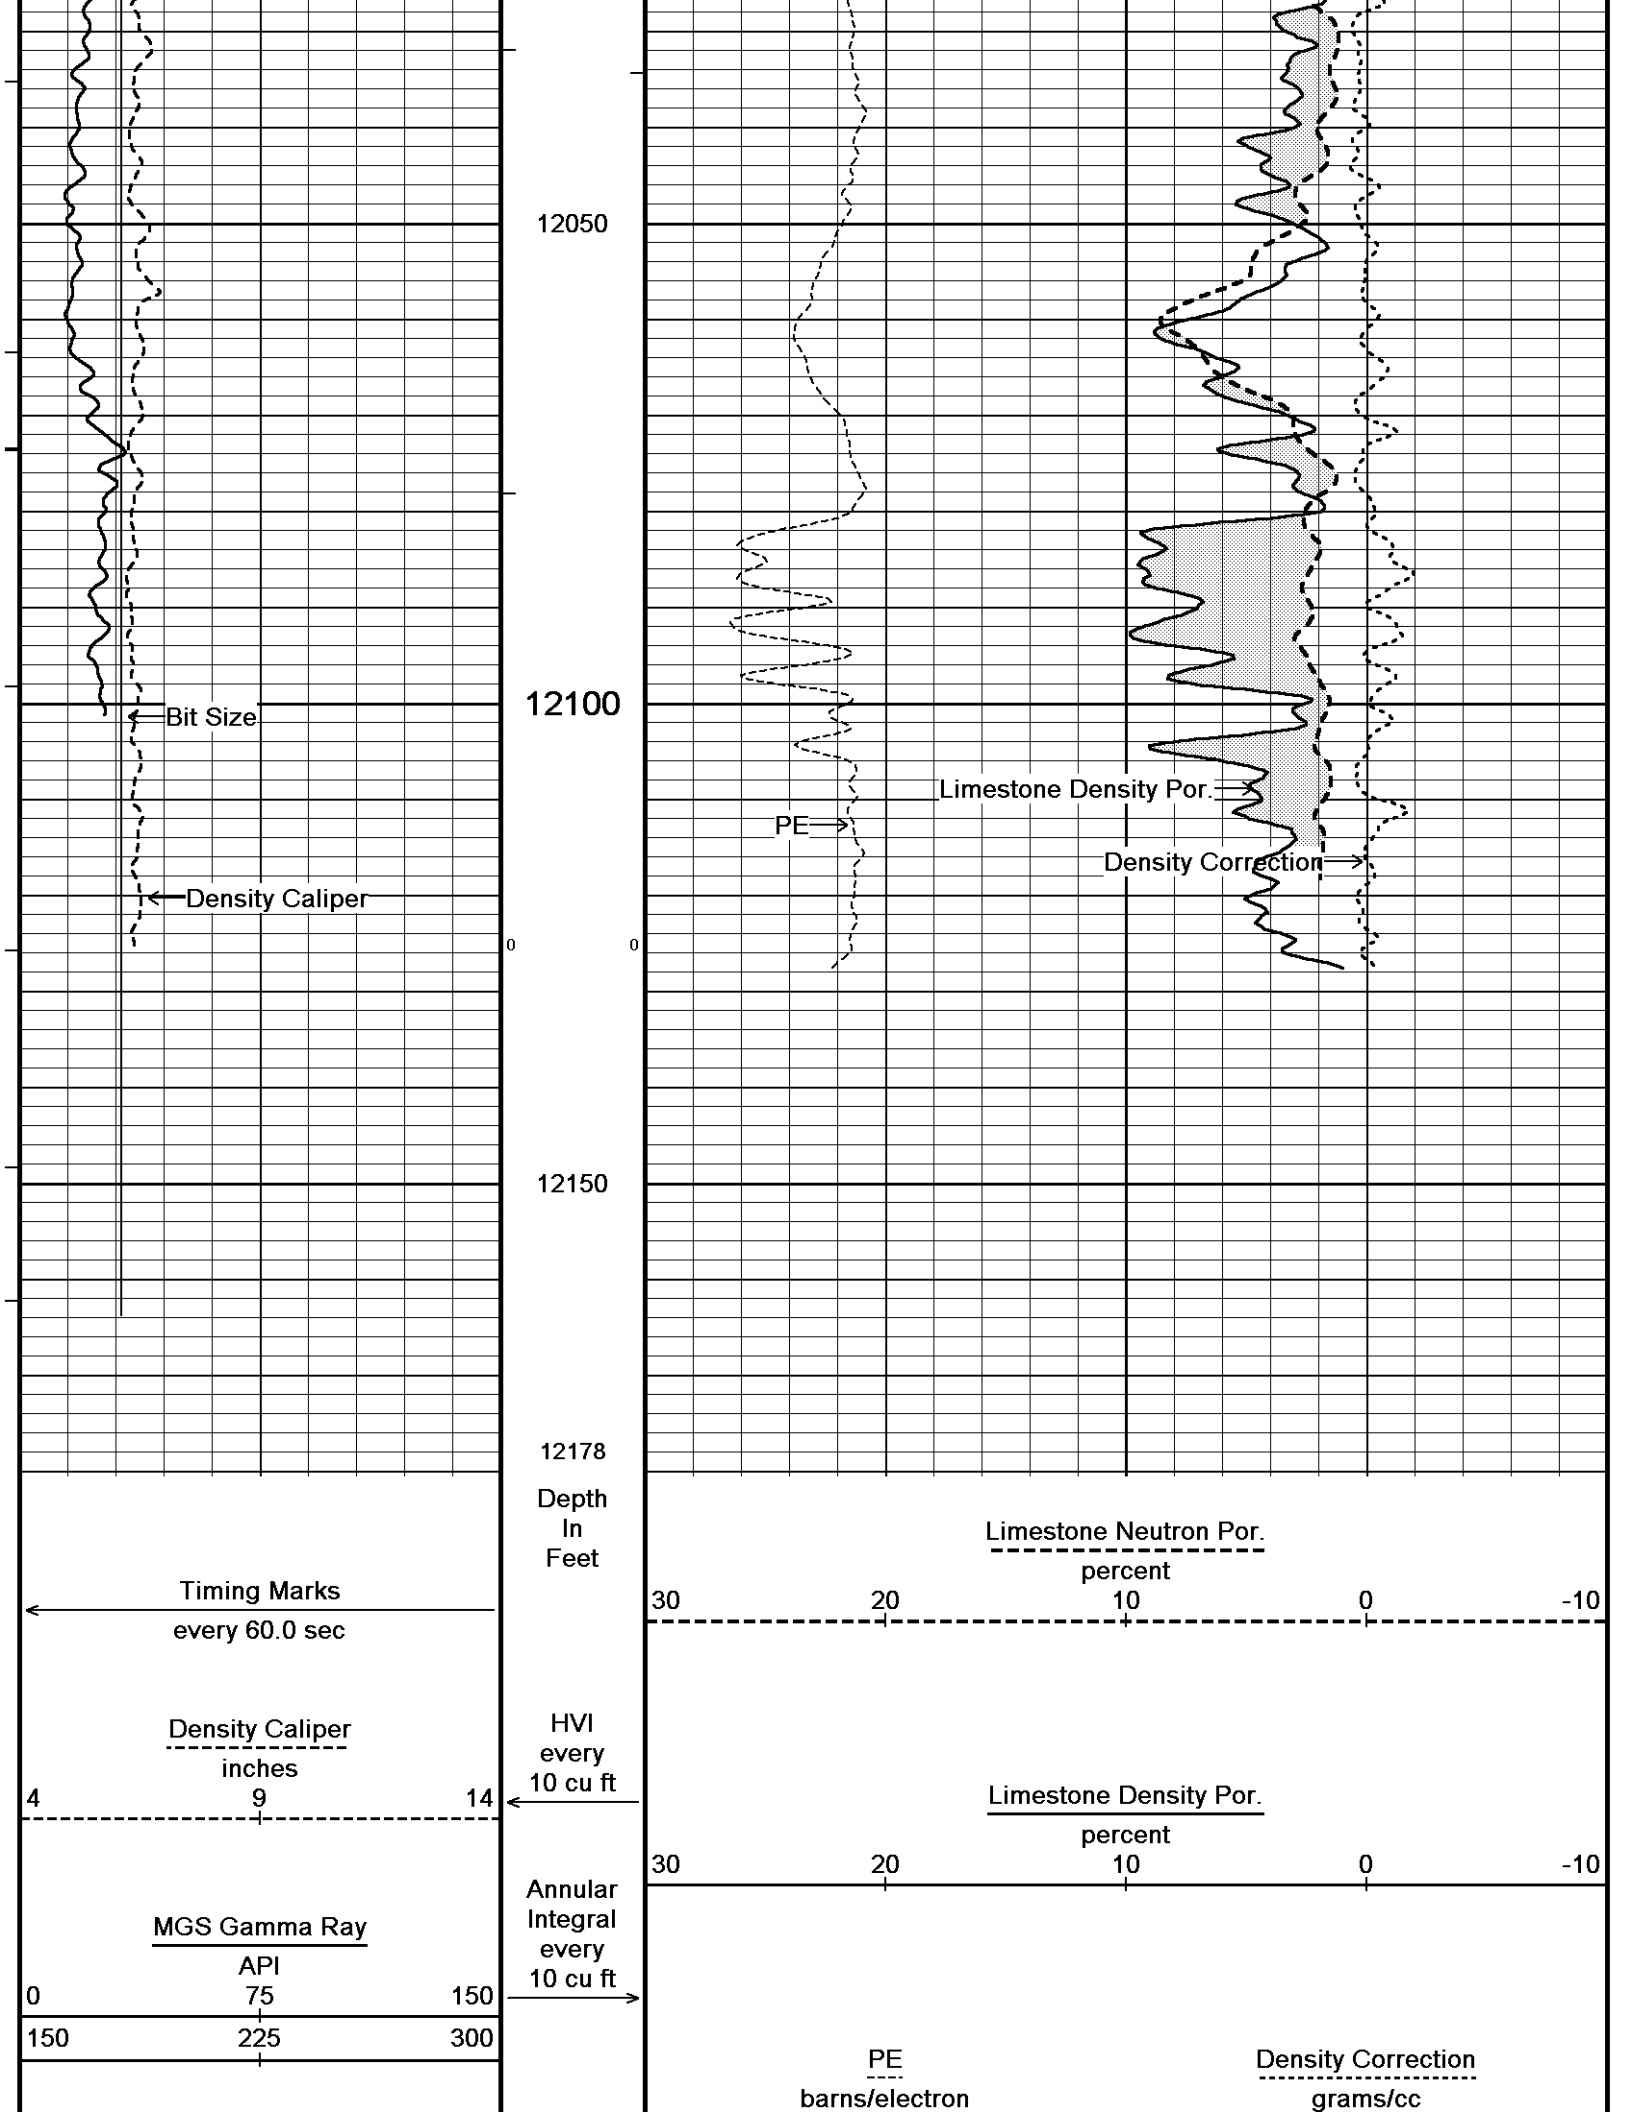 12050
12100
Bit Size
Limestone Density Por.
PE
Density Correction
Density Caliper
0 0
12150
12178
Depth
In
Feet
Limestone Neutron Por.
percent
30 20 10 0 -10
Timing Marks
every 60.0 sec
Density Caliper
inches
4 9 14
HVI
every
10 cu ft
Limestone Density Por.
percent
30 20 10 0 -10
Annular
Integral
every
10 cu ft
MGS Gamma Ray
API
0 75 150
150 225 300
PE
barns/electron
Density Correction
grams/cc